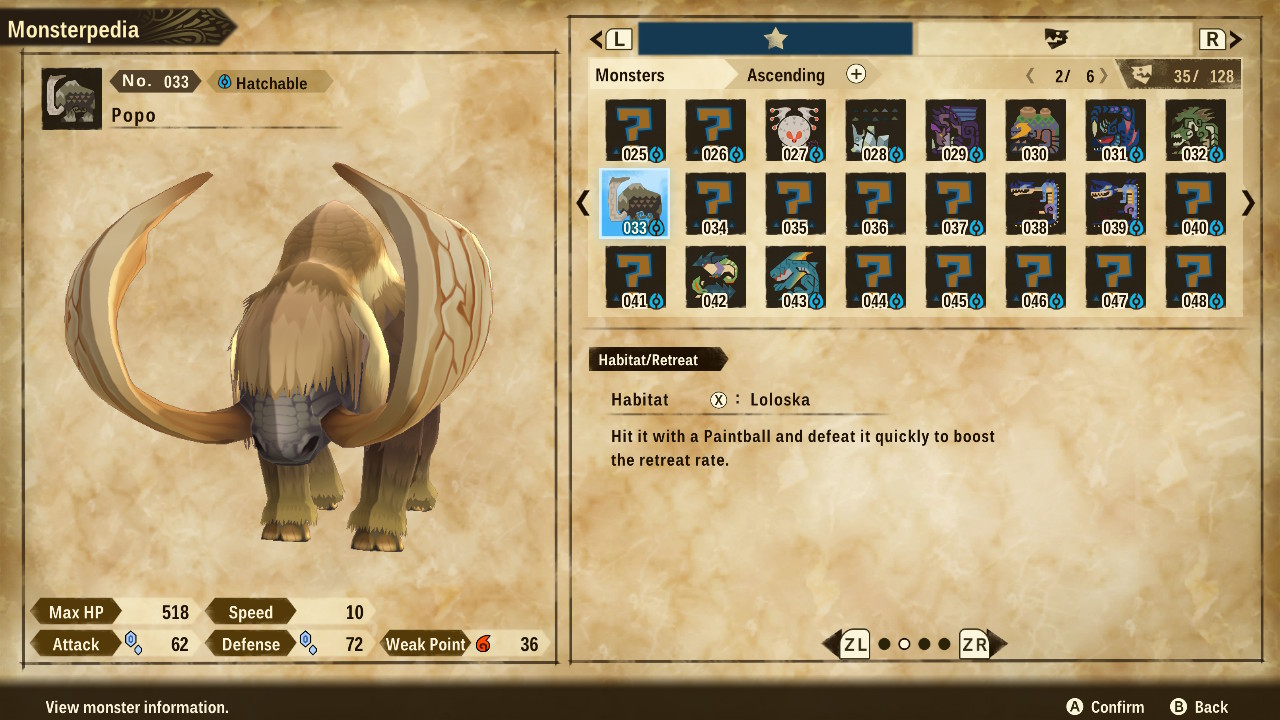 Monsterpedia
No. 033
Hatchable
Popo
L
R
Monsters
Ascending
2/ 6
35/ 128
? 025
? 026
027
028
029
030
031
032
033
? 034
? 035
? 036
? 037
038
039
? 040
? 041
042
043
? 044
? 045
? 046
? 047
? 048
Habitat/Retreat
Habitat X : Loloska
Hit it with a Paintball and defeat it quickly to boost
the retreat rate.
Max HP 518
Speed 10
Attack 62
Defense 72
Weak Point 36
ZL
ZR
View monster information.
A Confirm
B Back